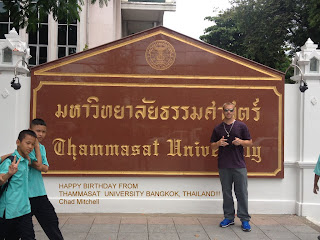 มหาวิทยาลัยธรรมศาสตร์
Thammasat University
HAPPY BIRTHDAY FROM
THAMMASAT UNIVERSITY BANGKOK, THAILAND!!!
Chad Mitchell